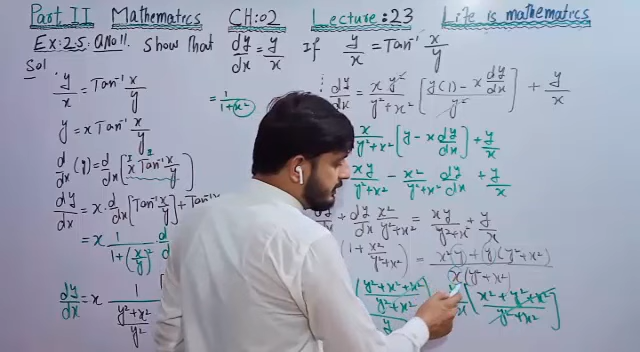 Part II Mathematics CH:02 Lecture:23 Life is mathematics
Ex:2.5: QNo11. Show that dy/dx = y/x If y/x = Tan⁻¹ x/y
Sol
∵ y/x = Tan⁻¹ x/y
y = x Tan⁻¹ x/y
d/dx (y) = d/dx [x Tan⁻¹ x/y]
dy/dx = x · d/dx [Tan⁻¹ x/y] + Tan⁻¹
= x 1/(1+(x/y)²) · d
dy/dx = x 1/((y²+x²)/y²)
= 1/(1+x²)
dy/dx = x y²/(y²+x²) [(y(1) - x dy/dx)/y²] + y/x
x/(y²+x²) [y - x dy/dx] + y/x
xy/(y²+x²) - x²/(y²+x²) dy/dx + y/x
dy/dx + dy/dx x²/(y²+x²) = xy/(y²+x²) + y/x
(1 + x²/(y²+x²)) = (x²(y) + (y)(y²+x²))/(x(y²+x²))
((y²+x²+x²)/(y²+x²)) [(x²+y²+x²)/(y²+x²)]